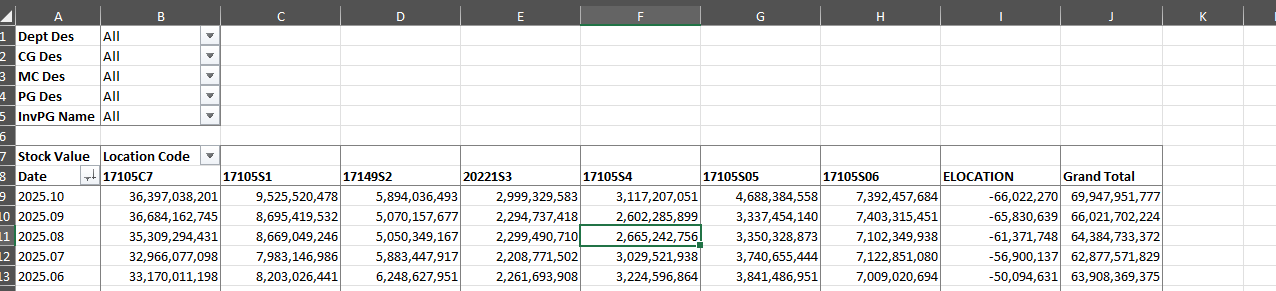 A B C D E F G H I J K
1 Dept Des All
2 CG Des All
3 MC Des All
4 PG Des All
5 InvPG Name All
6
7 Stock Value Location Code
8 Date 17105C7 17105S1 17149S2 20221S3 17105S4 17105S05 17105S06 ELOCATION Grand Total
9 2025.10 36,397,038,201 9,525,520,478 5,894,036,493 2,999,329,583 3,117,207,051 4,688,384,558 7,392,457,684 -66,022,270 69,947,951,777
10 2025.09 36,684,162,745 8,695,419,532 5,070,157,677 2,294,737,418 2,602,285,899 3,337,454,140 7,403,315,451 -65,830,639 66,021,702,224
11 2025.08 35,309,294,431 8,669,049,246 5,050,349,167 2,299,490,710 2,665,242,756 3,350,328,873 7,102,349,938 -61,371,748 64,384,733,372
12 2025.07 32,966,077,098 7,983,146,986 5,883,447,917 2,208,771,502 3,029,521,938 3,740,655,444 7,122,851,080 -56,900,137 62,877,571,829
13 2025.06 33,170,011,198 8,203,026,441 6,248,627,951 2,261,693,908 3,224,596,864 3,841,486,951 7,009,020,694 -50,094,631 63,908,369,375